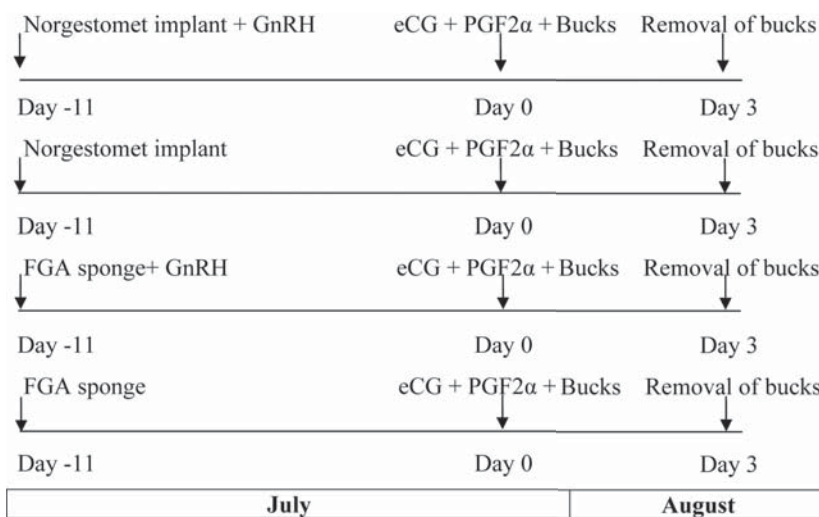 Norgestomet implant + GnRH eCG + PGF2α + Bucks Removal of bucks
Day -11 Day 0 Day 3
Norgestomet implant eCG + PGF2α + Bucks Removal of bucks
Day -11 Day 0 Day 3
FGA sponge+ GnRH eCG + PGF2α + Bucks Removal of bucks
Day -11 Day 0 Day 3
FGA sponge eCG + PGF2α + Bucks Removal of bucks
Day -11 Day 0 Day 3
July August